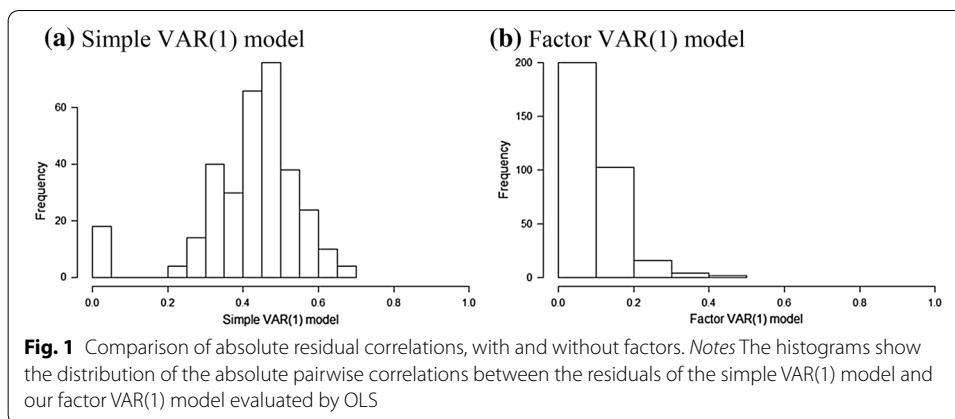 (a) Simple VAR(1) model
(b) Factor VAR(1) model
Frequency
60
40
20
0
0.0 0.2 0.4 0.6 0.8 1.0
Simple VAR(1) model
Frequency
200
150
100
50
0
0.0 0.2 0.4 0.6 0.8 1.0
Factor VAR(1) model
Fig. 1 Comparison of absolute residual correlations, with and without factors. Notes The histograms show
the distribution of the absolute pairwise correlations between the residuals of the simple VAR(1) model and
our factor VAR(1) model evaluated by OLS